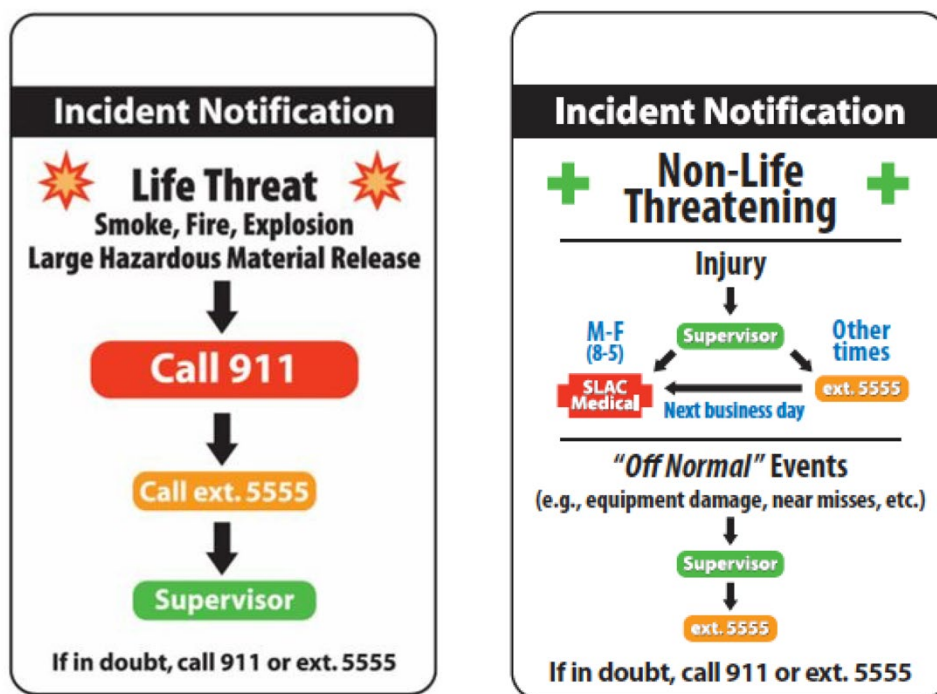 Incident Notification
Life Threat
Smoke, Fire, Explosion
Large Hazardous Material Release
Call 911
Call ext. 5555
Supervisor
If in doubt, call 911 or ext. 5555
Incident Notification
Non-Life
Threatening
Injury
Supervisor
M-F
(8-5)
Other
times
SLAC
Medical
ext. 5555
Next business day
"Off Normal" Events
(e.g., equipment damage, near misses, etc.)
Supervisor
ext. 5555
If in doubt, call 911 or ext. 5555